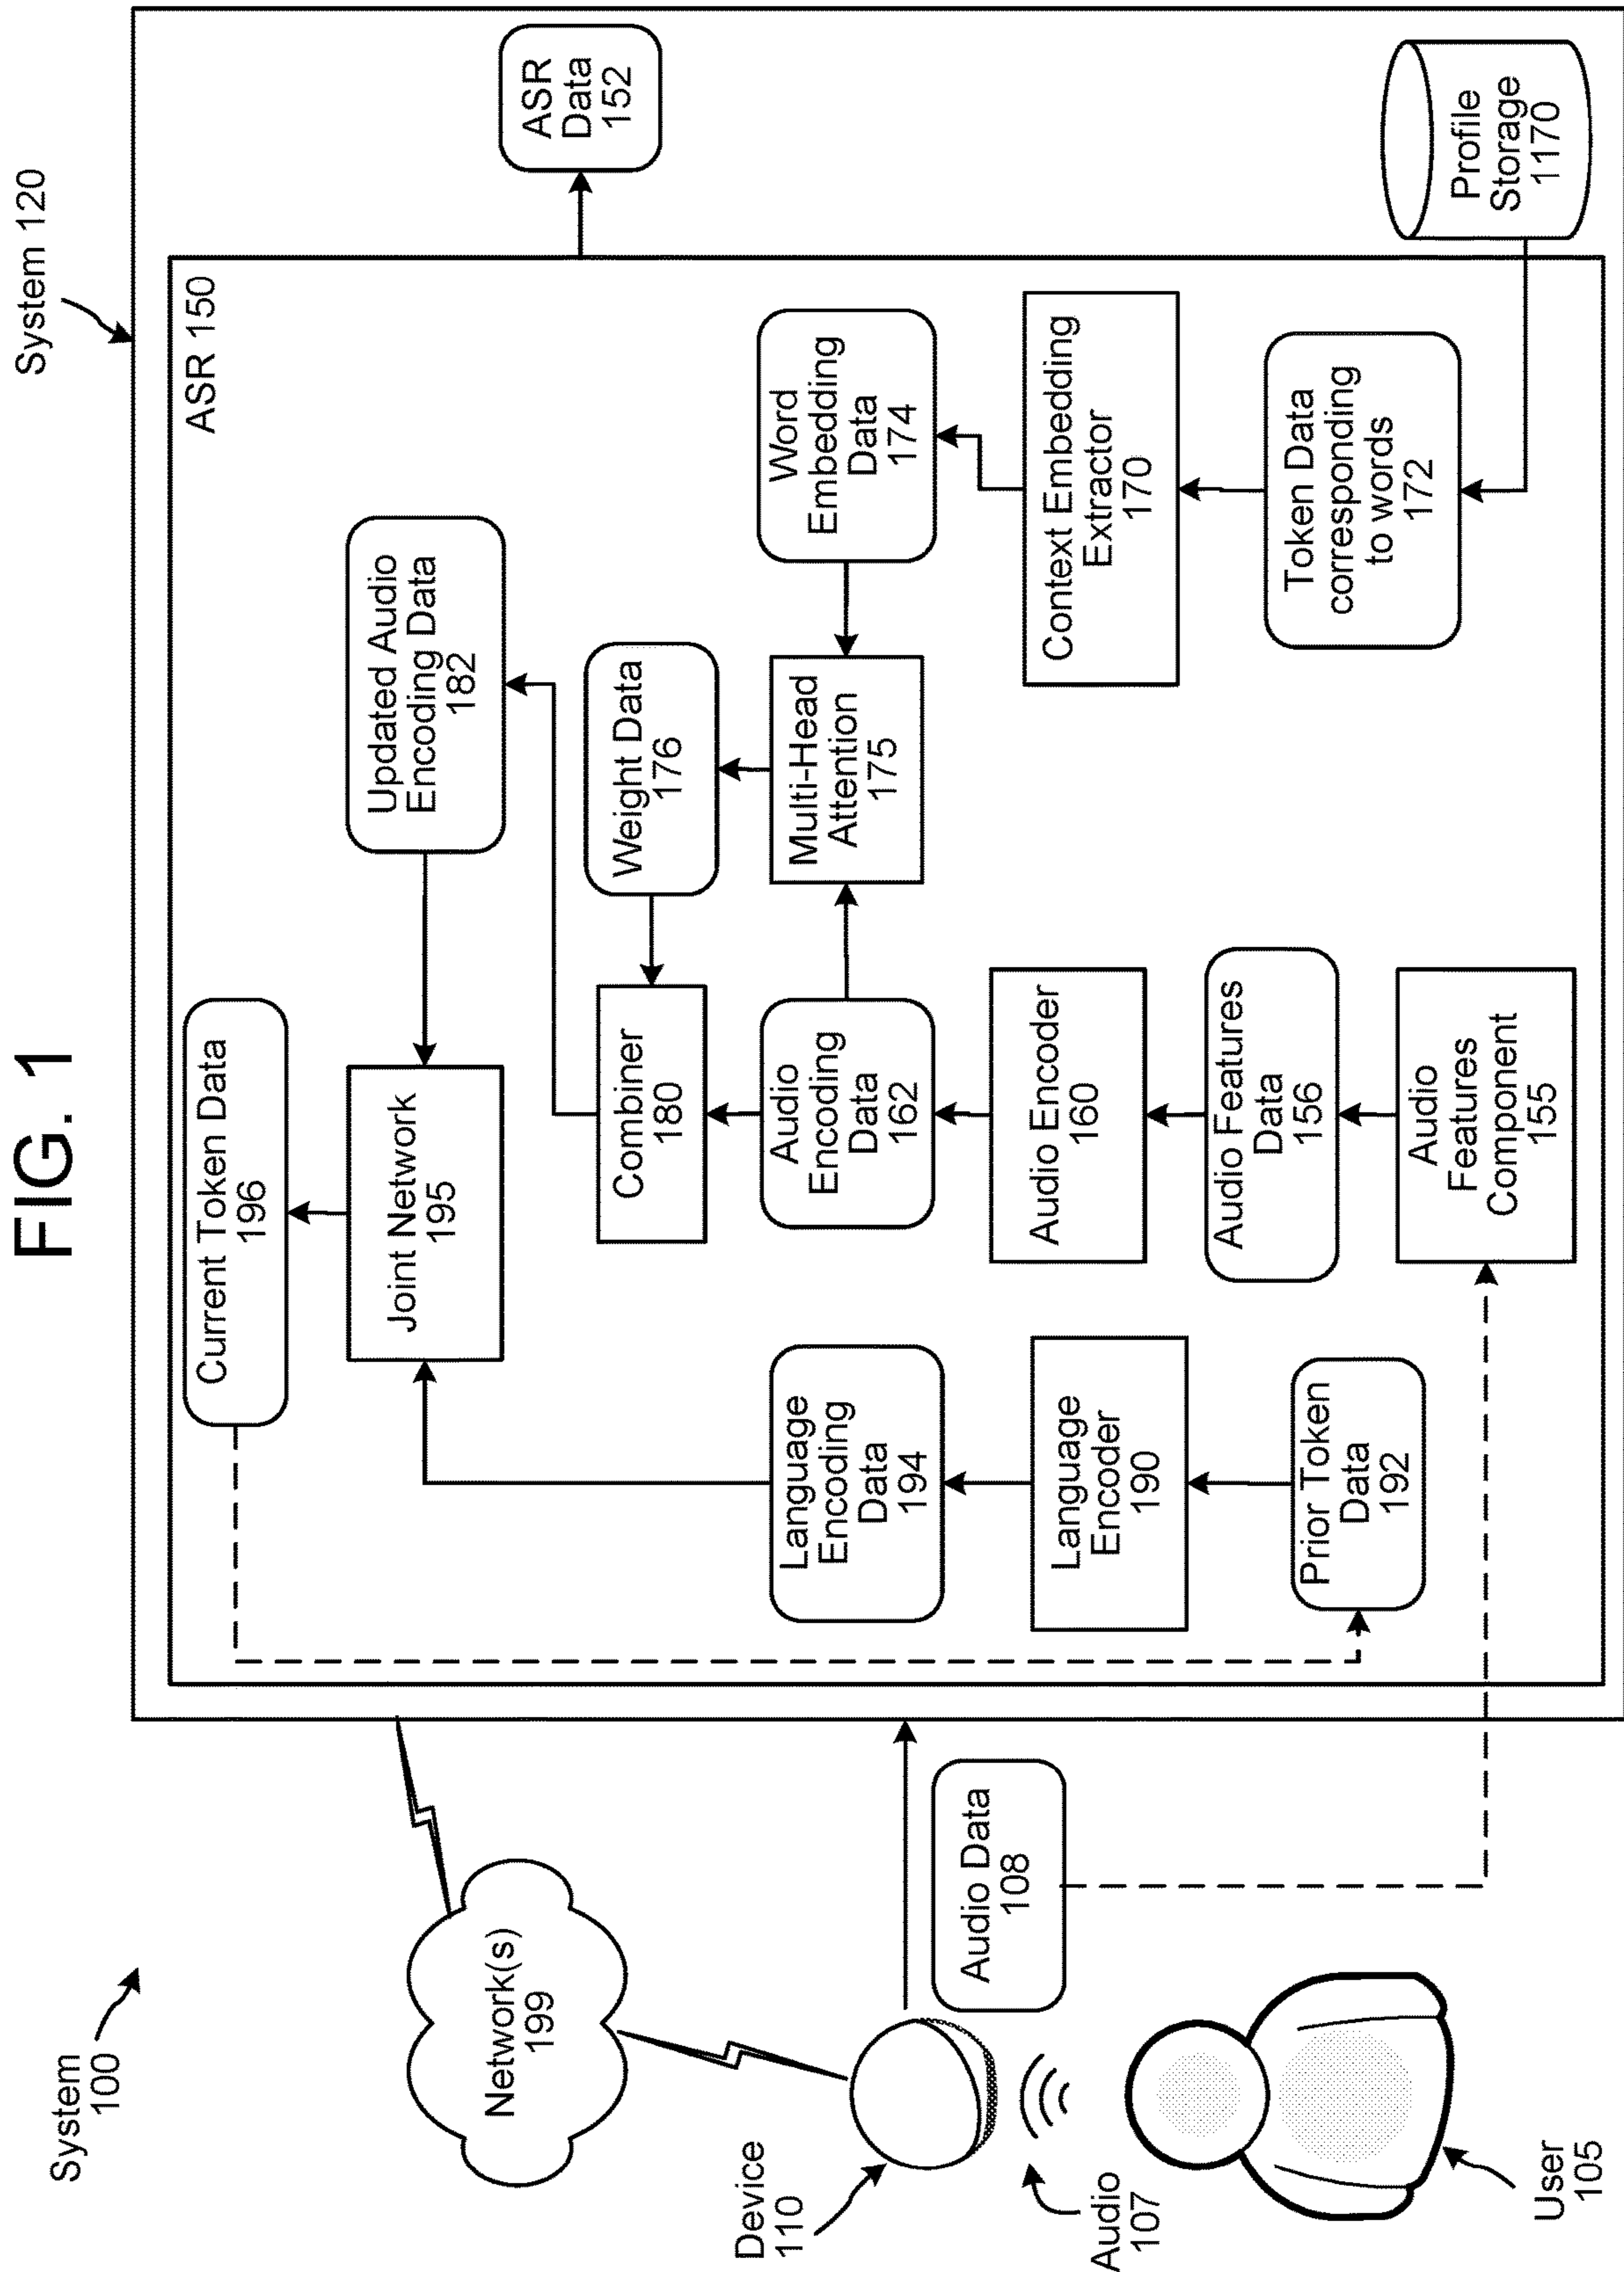 FIG. 1
System
100
System 120
Network(s)
199
Device
110
Audio
107
User
105
Audio Data
108
ASR 150
Current Token Data
196
Joint Network
195
Updated Audio
Encoding Data
182
ASR
Data
152
Language
Encoding
Data
194
Language
Encoder
190
Prior Token
Data
192
Combiner
180
Weight Data
176
Audio
Encoding
Data
162
Multi-Head
Attention
175
Word
Embedding
Data
174
Audio Encoder
160
Context Embedding
Extractor
170
Audio Features
Data
156
Token Data
corresponding
to words
172
Audio
Features
Component
155
Profile
Storage
1170